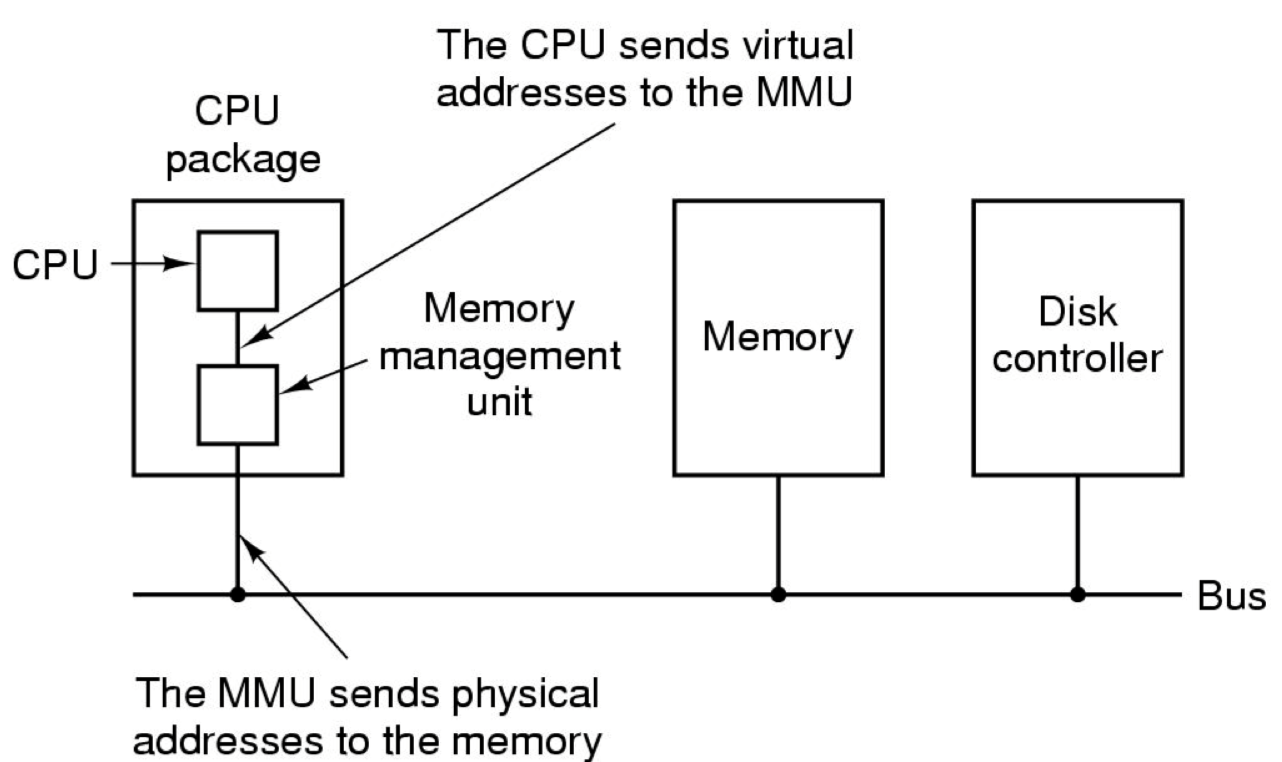 The CPU sends virtual
addresses to the MMU
CPU
package
CPU
Memory
management
unit
Memory
Disk
controller
Bus
The MMU sends physical
addresses to the memory